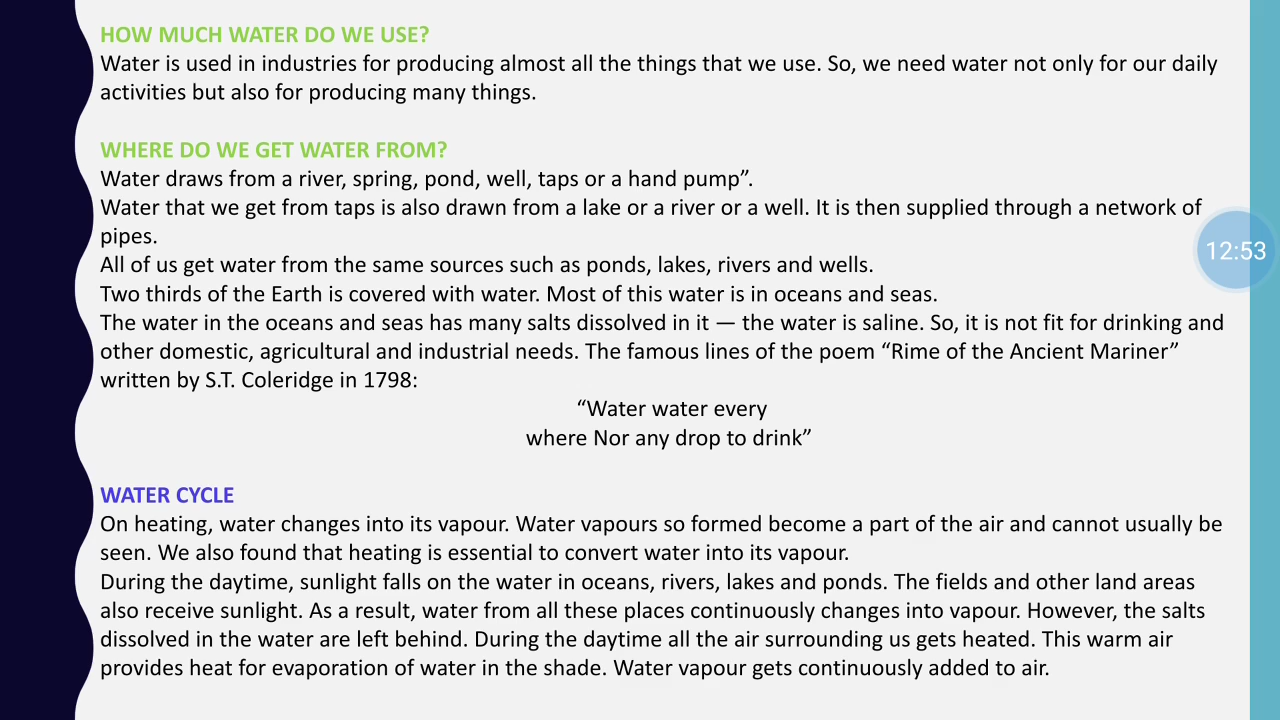 HOW MUCH WATER DO WE USE?
Water is used in industries for producing almost all the things that we use. So, we need water not only for our daily
activities but also for producing many things.
WHERE DO WE GET WATER FROM?
Water draws from a river, spring, pond, well, taps or a hand pump”.
Water that we get from taps is also drawn from a lake or a river or a well. It is then supplied through a network of
pipes.
12:53
All of us get water from the same sources such as ponds, lakes, rivers and wells.
Two thirds of the Earth is covered with water. Most of this water is in oceans and seas.
The water in the oceans and seas has many salts dissolved in it — the water is saline. So, it is not fit for drinking and
other domestic, agricultural and industrial needs. The famous lines of the poem “Rime of the Ancient Mariner”
written by S.T. Coleridge in 1798:
“Water water every
where Nor any drop to drink”
WATER CYCLE
On heating, water changes into its vapour. Water vapours so formed become a part of the air and cannot usually be
seen. We also found that heating is essential to convert water into its vapour.
During the daytime, sunlight falls on the water in oceans, rivers, lakes and ponds. The fields and other land areas
also receive sunlight. As a result, water from all these places continuously changes into vapour. However, the salts
dissolved in the water are left behind. During the daytime all the air surrounding us gets heated. This warm air
provides heat for evaporation of water in the shade. Water vapour gets continuously added to air.